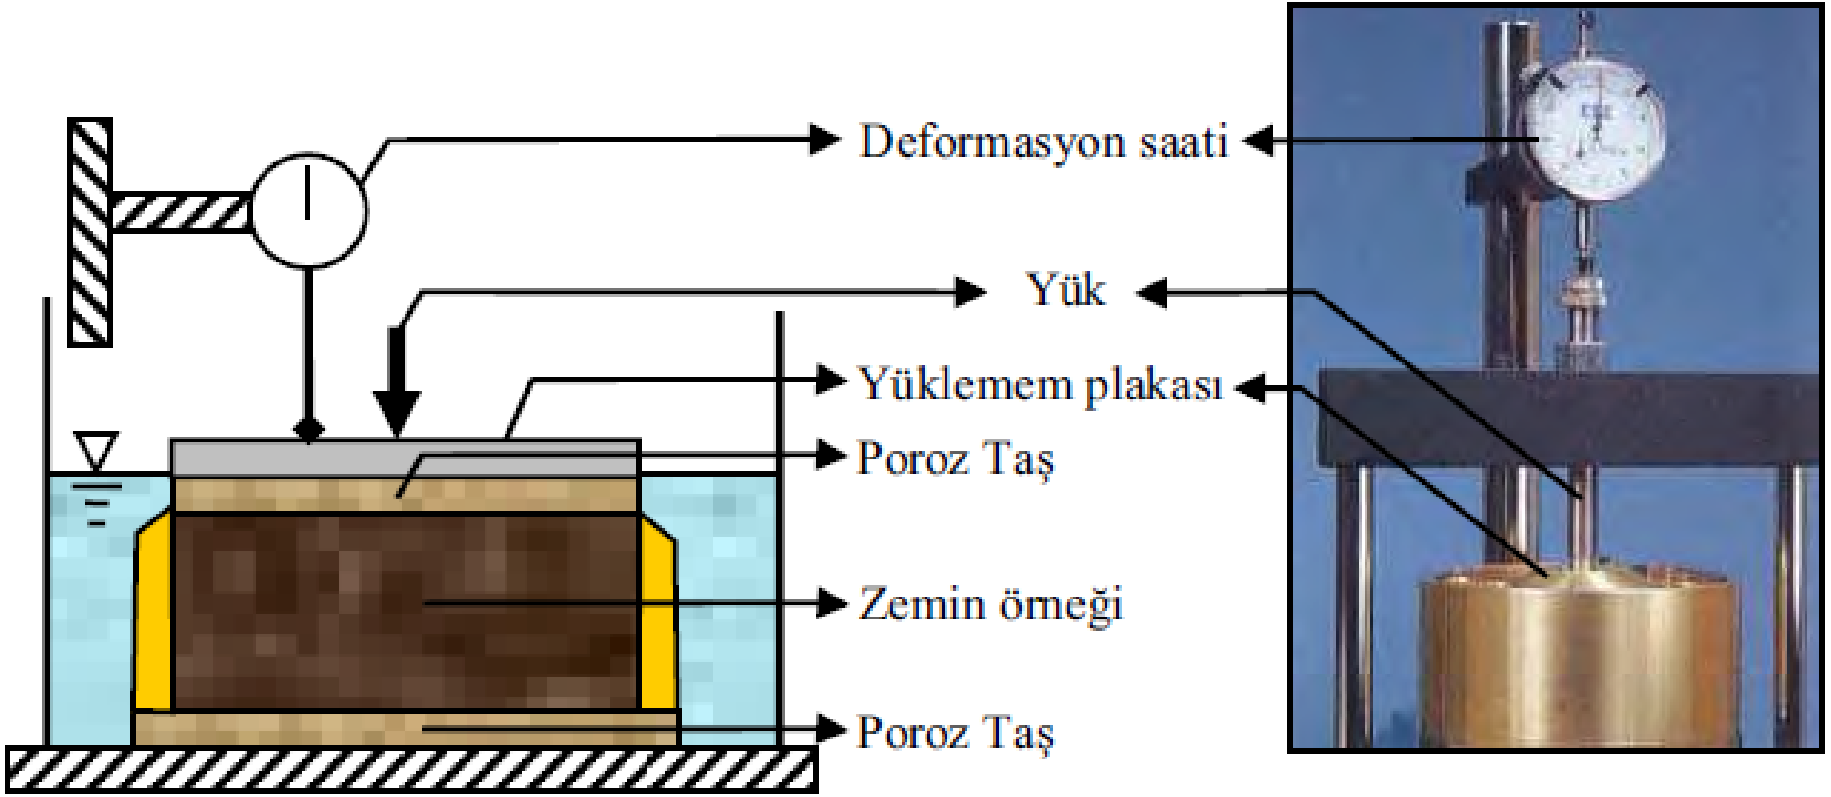 Deformasyon saati
Yük
Yüklemem plakası
Poroz Taş
Zemin örneği
Poroz Taş